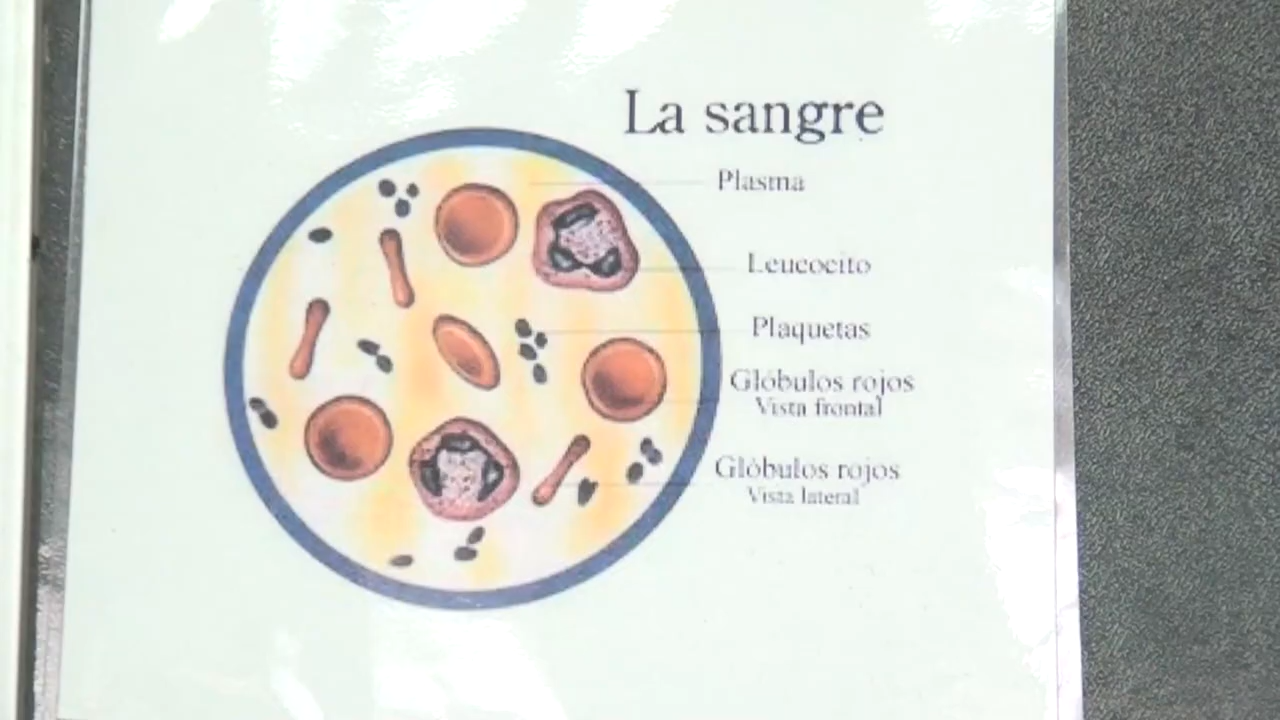 La sangre
Plasma
Leucocito
Plaquetas
Glóbulos rojos
Vista frontal
Glóbulos rojos
Vista lateral